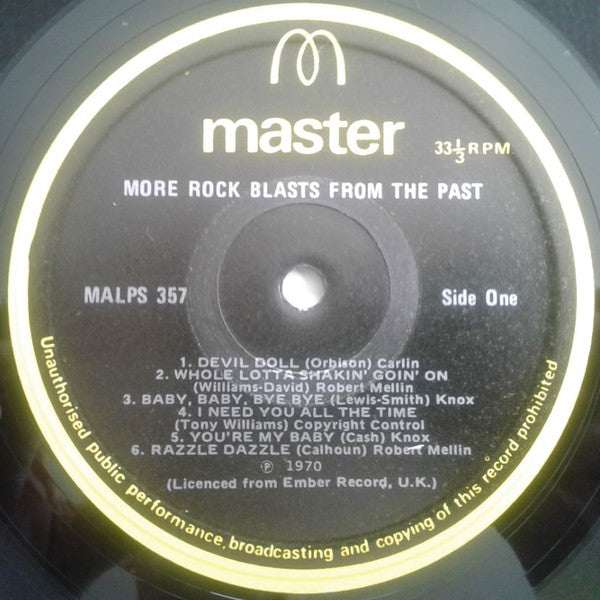 master
33⅓ RPM
MORE ROCK BLASTS FROM THE PAST
MALPS 357
Side One
1. DEVIL DOLL (Orbison) Carlin
2. WHOLE LOTTA SHAKIN' GOIN' ON
(Williams-David) Robert Mellin
3. BABY, BABY, BYE BYE (Lewis-Smith) Knox
4. I NEED YOU ALL THE TIME
(Tony Williams) Copyright Control
5. YOU'RE MY BABY (Cash) Knox
6. RAZZLE DAZZLE (Calhoun) Robert Mellin
℗ 1970
(Licenced from Ember Record, U.K.)
Unauthorised public performance, broadcasting and copying of this record prohibited